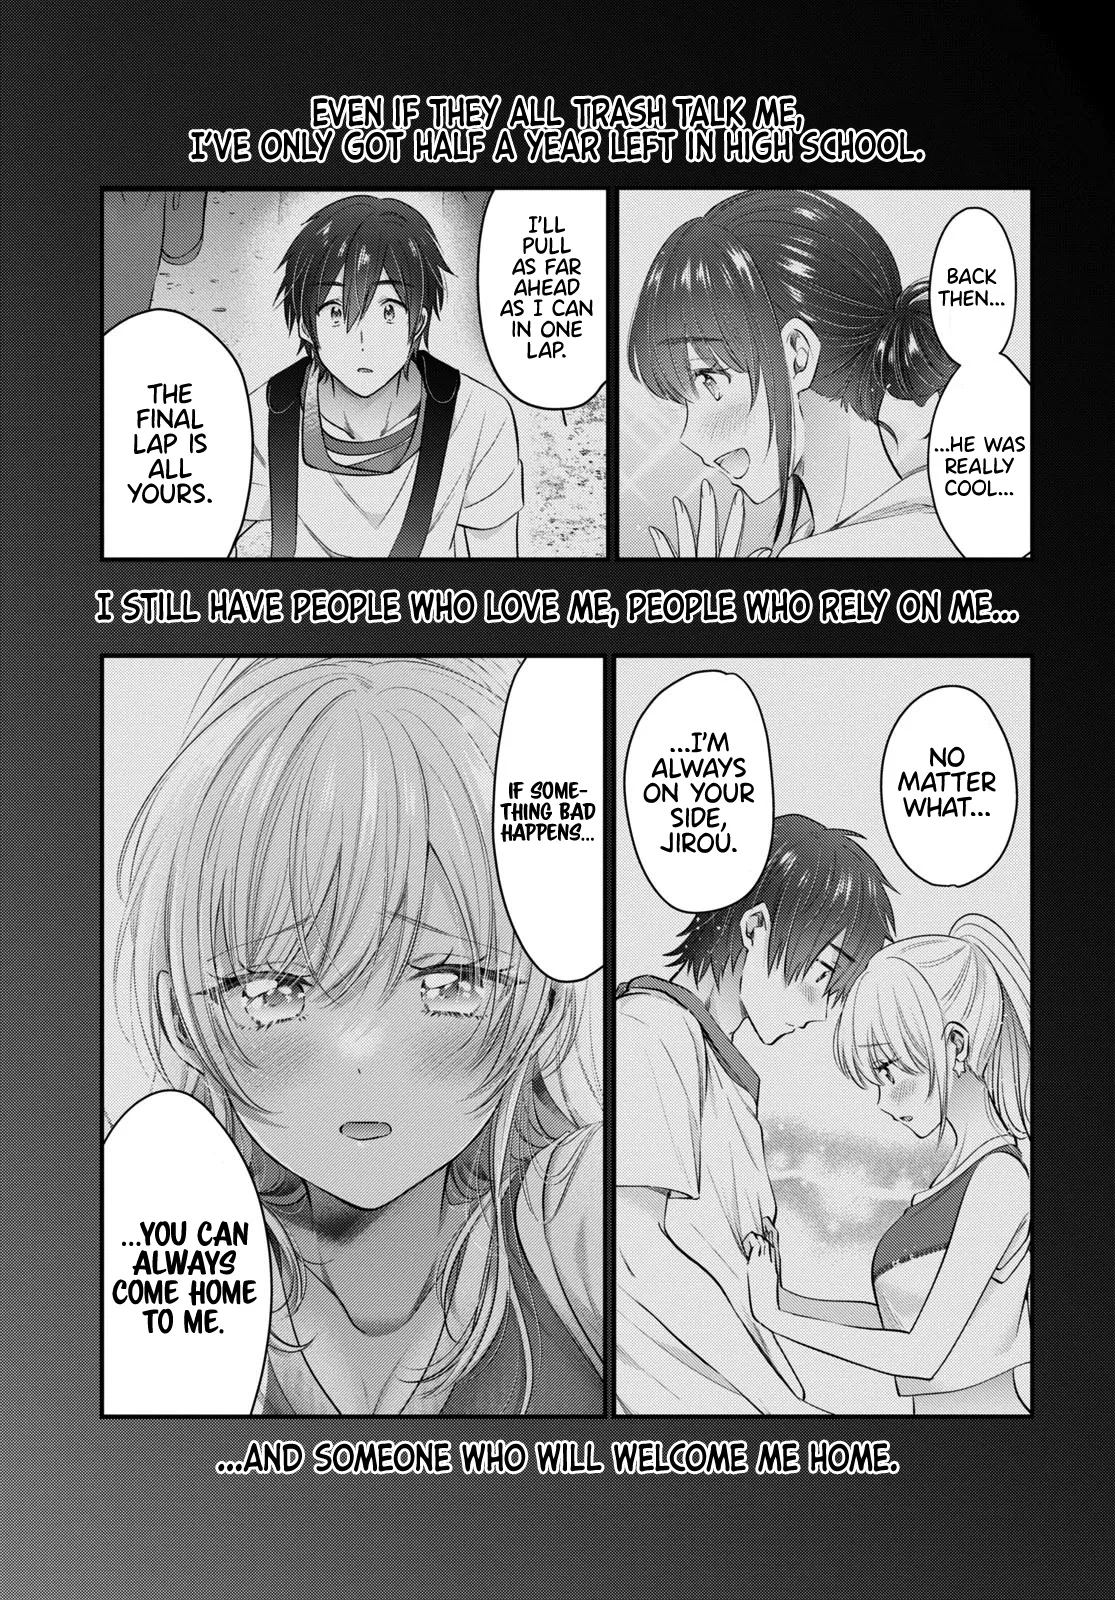 EVEN IF THEY ALL TRASH TALK ME,
I'VE ONLY GOT HALF A YEAR LEFT IN HIGH SCHOOL.
BACK
THEN...
...HE WAS
REALLY
COOL...
I'LL
PULL
AS FAR
AHEAD
AS I CAN
IN ONE
LAP.
THE
FINAL
LAP IS
ALL
YOURS.
I STILL HAVE PEOPLE WHO LOVE ME, PEOPLE WHO RELY ON ME...
NO
MATTER
WHAT...
...I'M
ALWAYS
ON YOUR
SIDE,
JIROU.
IF SOME-
THING BAD
HAPPENS...
...YOU CAN
ALWAYS
COME HOME
TO ME.
...AND SOMEONE WHO WILL WELCOME ME HOME.